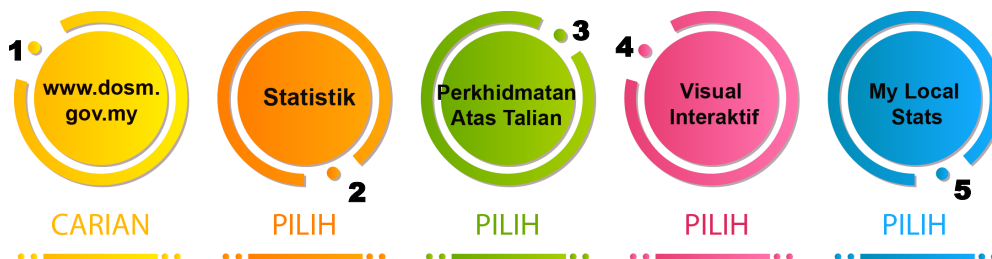 1
www.dosm.
gov.my
CARIAN
Statistik
2
PILIH
3
Perkhidmatan
Atas Talian
PILIH
4
Visual
Interaktif
PILIH
My Local
Stats
5
PILIH